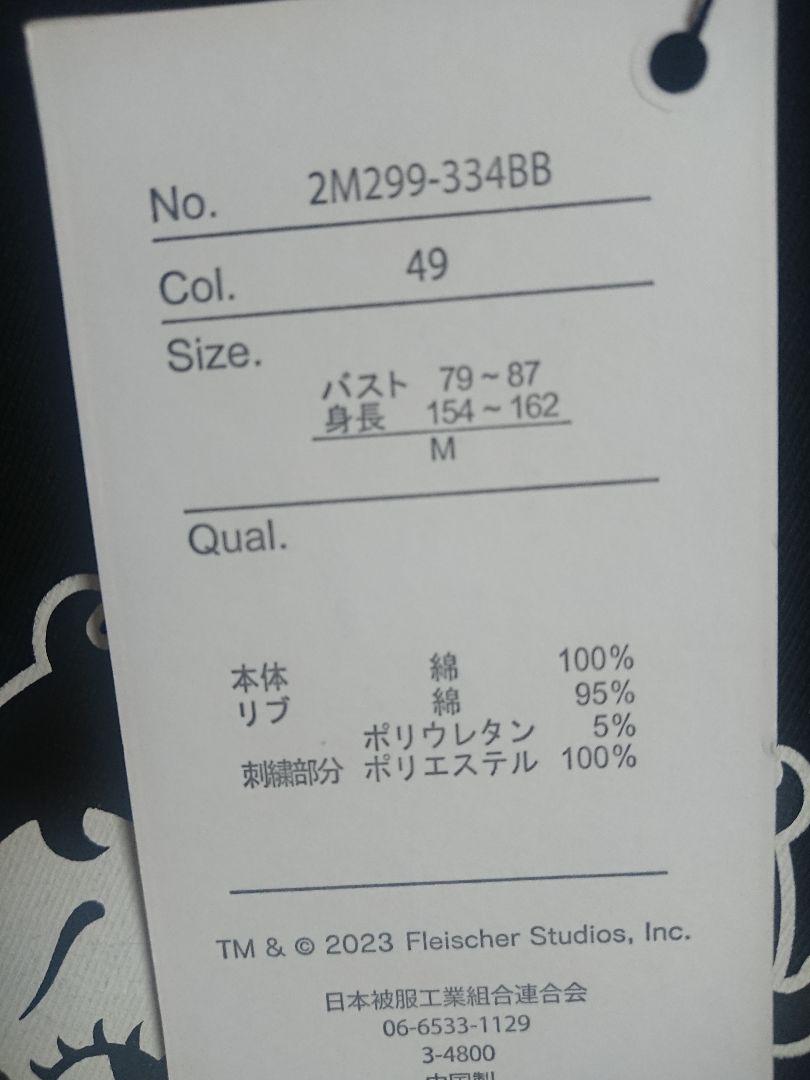 No. 2M299-334BB
Col. 49
Size.
バスト 79~87
身長 154~162
M
Qual.
本体 綿 100%
リブ 綿 95%
ポリウレタン 5%
刺繍部分 ポリエステル 100%
TM & © 2023 Fleischer Studios, Inc.
日本被服工業組合連合会
06-6533-1129
3-4800
中国製